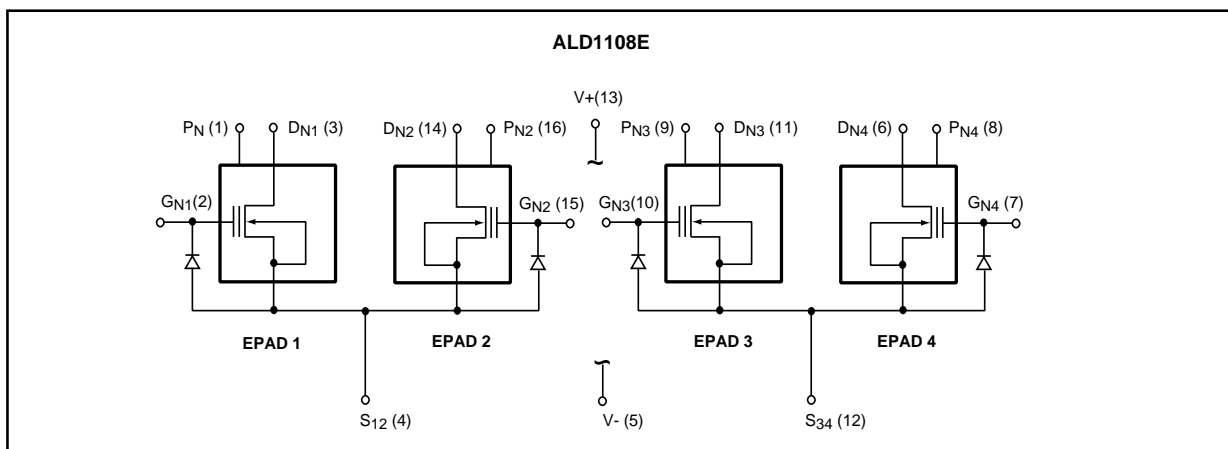 ALD1108E
V+(13)
PN (1) DN1 (3) DN2 (14) PN2 (16) PN3 (9) DN3 (11) DN4 (6) PN4 (8)
GN1(2) GN2 (15) GN3(10) GN4 (7)
EPAD 1 EPAD 2 EPAD 3 EPAD 4
S12 (4) V- (5) S34 (12)